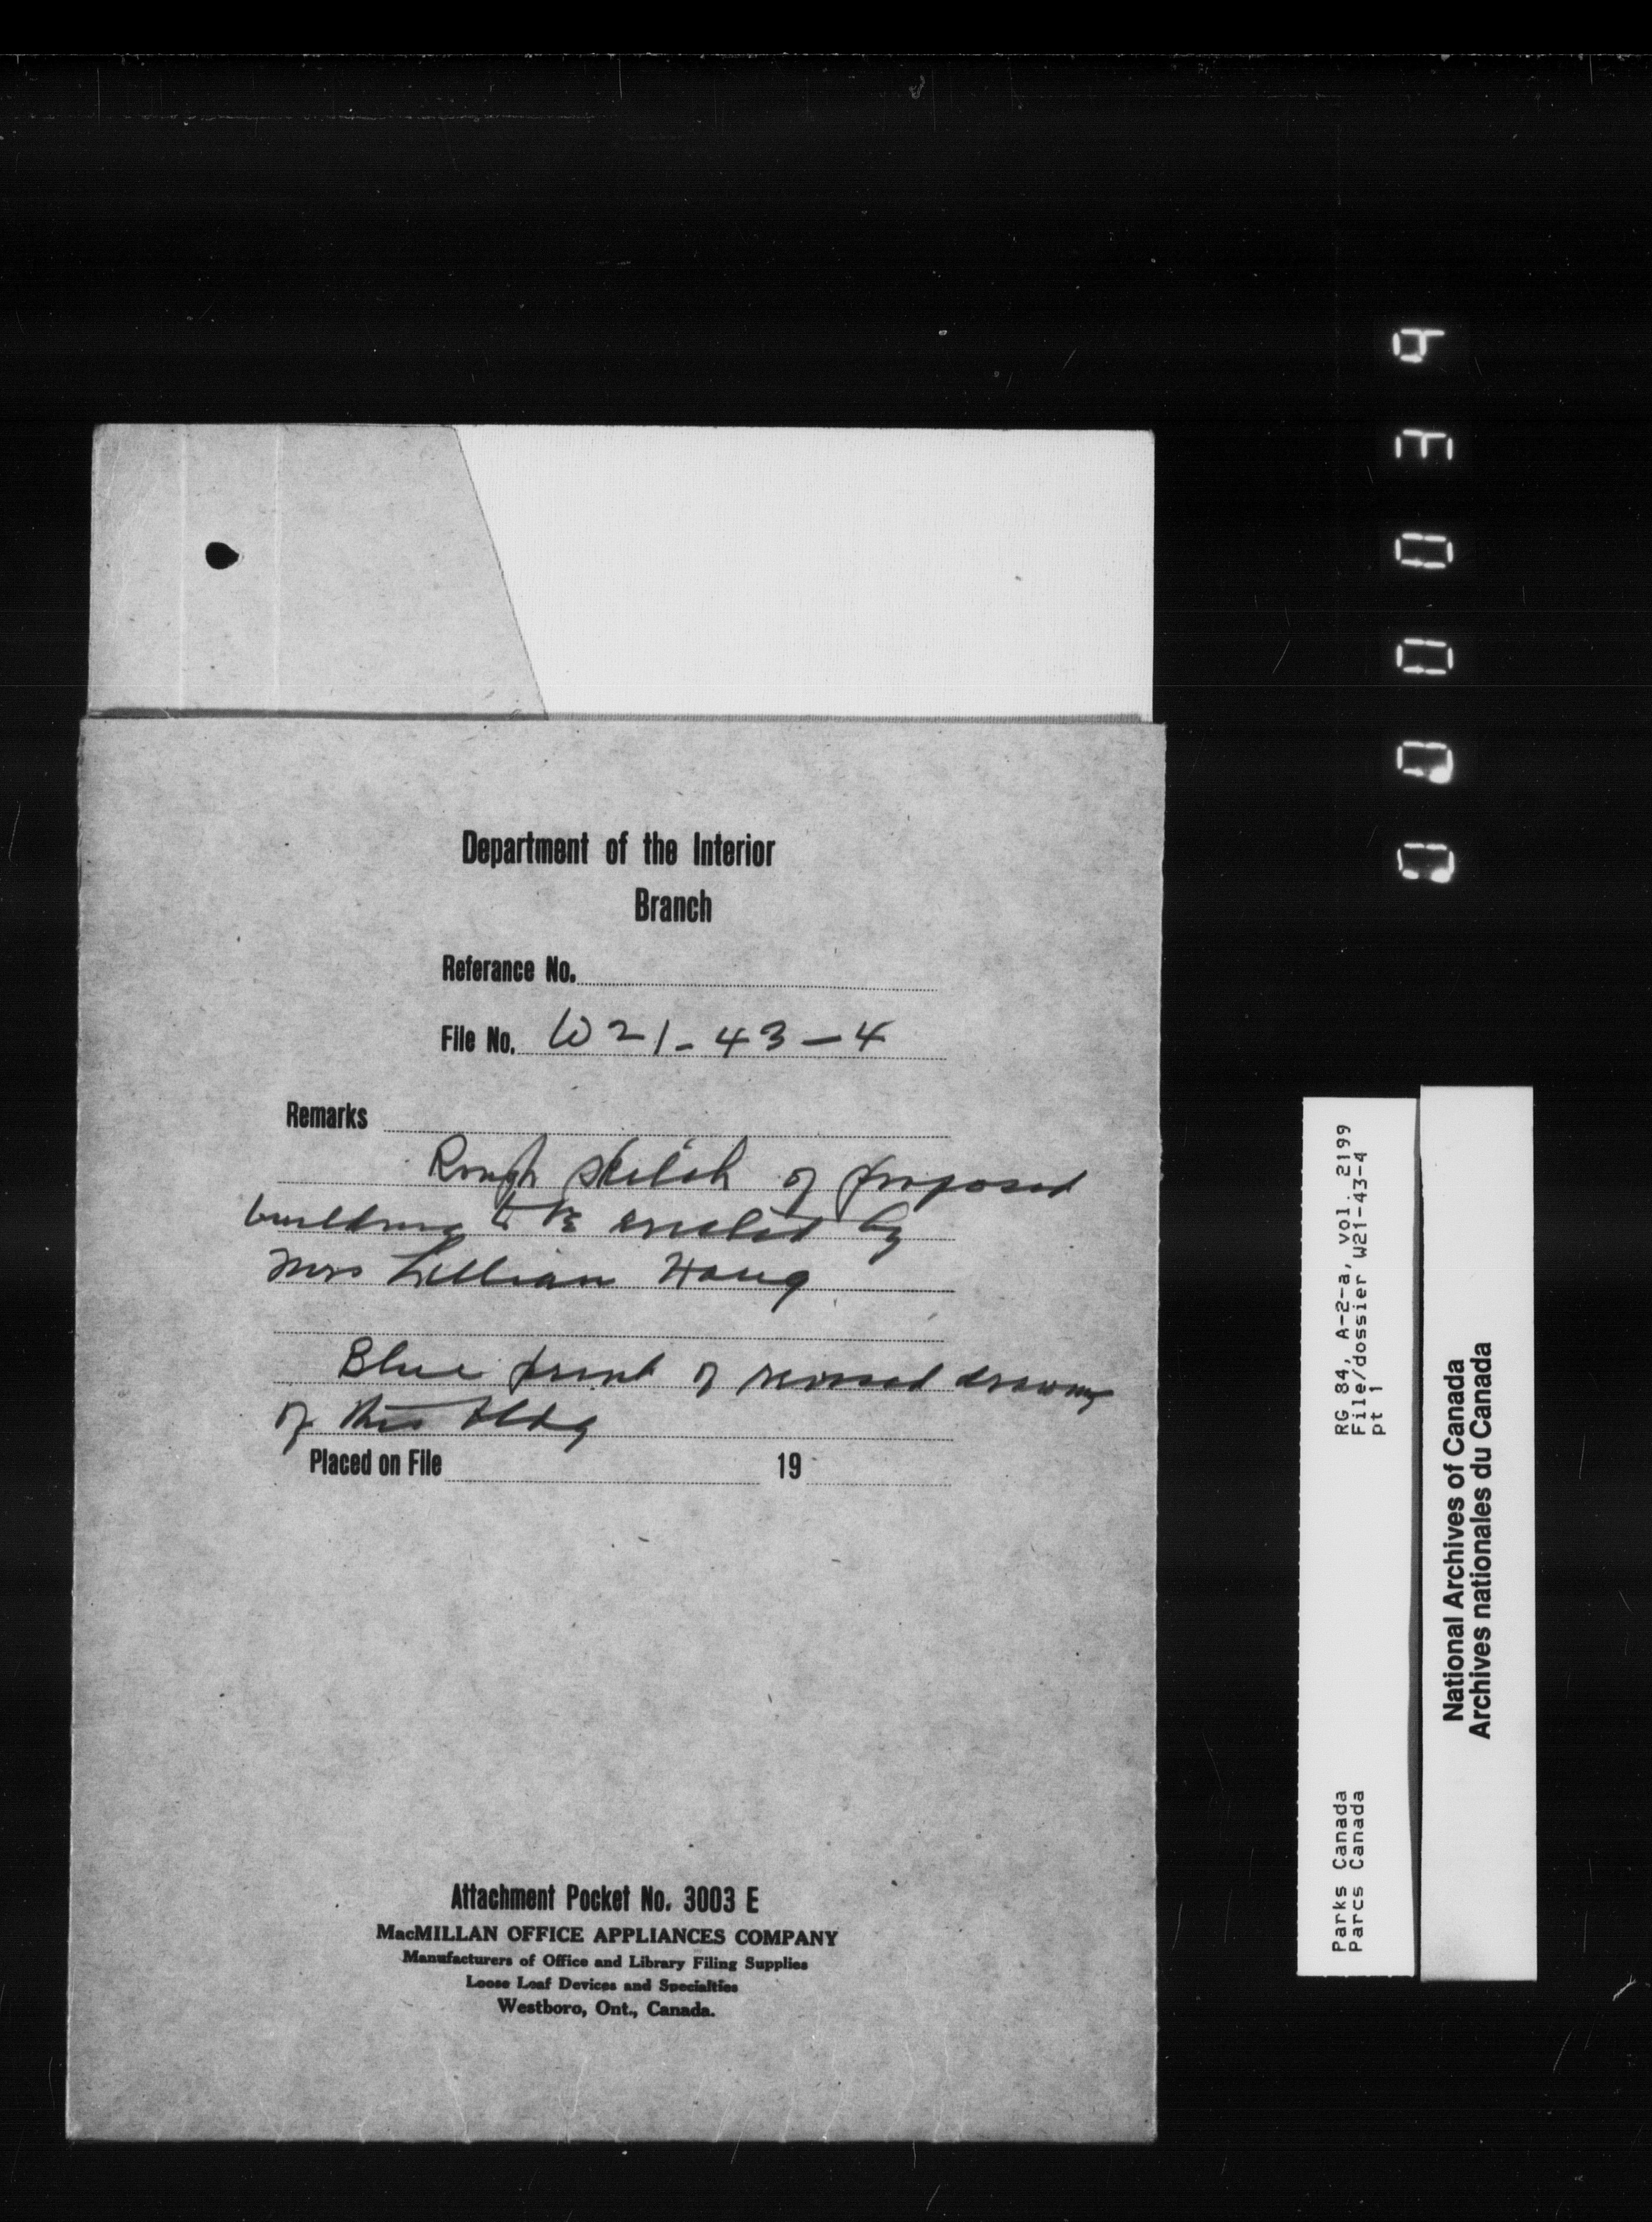 Department of the Interior
Branch
Referance No.
File No. W21-43-4
Remarks
Rough sketch of proposed
building to be erected by
Mrs Lillian Haug
Blue print of revised drawing
of this bldg
Placed on File 19
Attachment Pocket No. 3003 E
MacMILLAN OFFICE APPLIANCES COMPANY
Manufacturers of Office and Library Filing Supplies
Loose Leaf Devices and Specialties
Westboro, Ont., Canada.
Parks Canada RG 84, A-2-a, vol. 2199
Parcs Canada File/dossier W21-43-4
pt 1
National Archives of Canada
Archives nationales du Canada